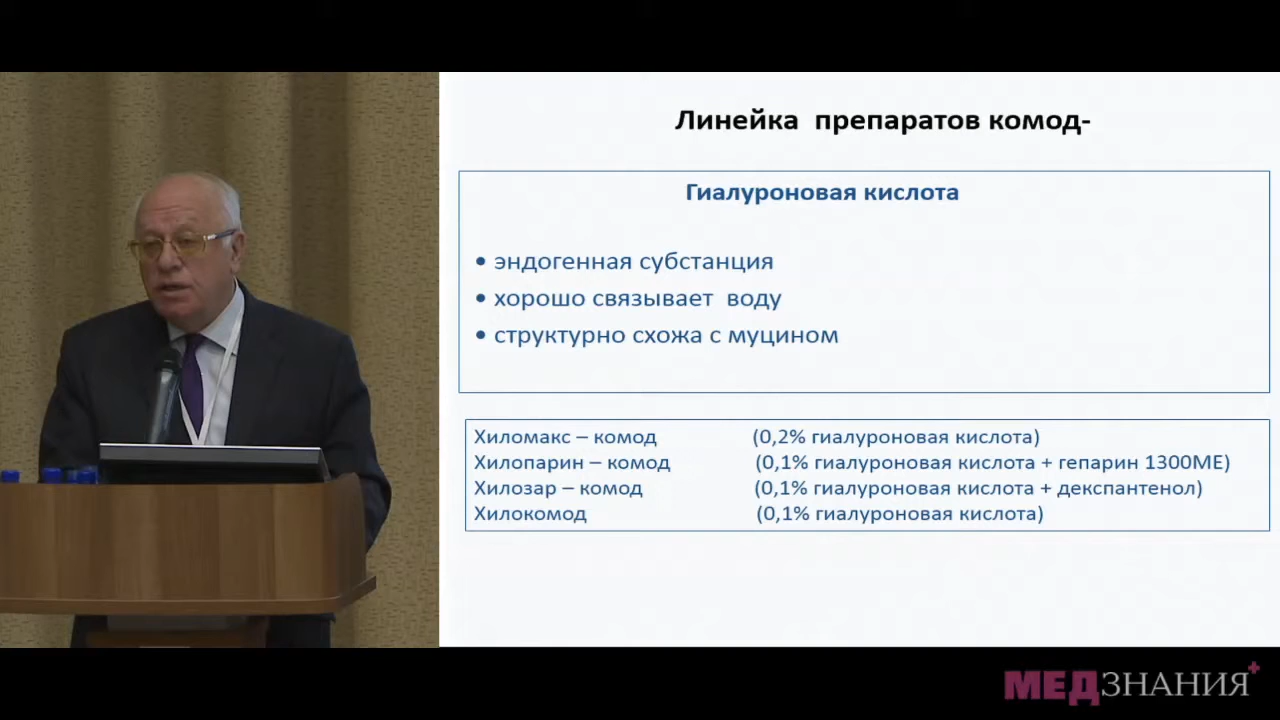 Линейка препаратов комод-
Гиалуроновая кислота
• эндогенная субстанция
• хорошо связывает воду
• структурно схожа с муцином
Хиломакс – комод (0,2% гиалуроновая кислота)
Хилопарин – комод (0,1% гиалуроновая кислота + гепарин 1300МЕ)
Хилозар – комод (0,1% гиалуроновая кислота + декспантенол)
Хилокомод (0,1% гиалуроновая кислота)
МЕДЗНАНИЯ+